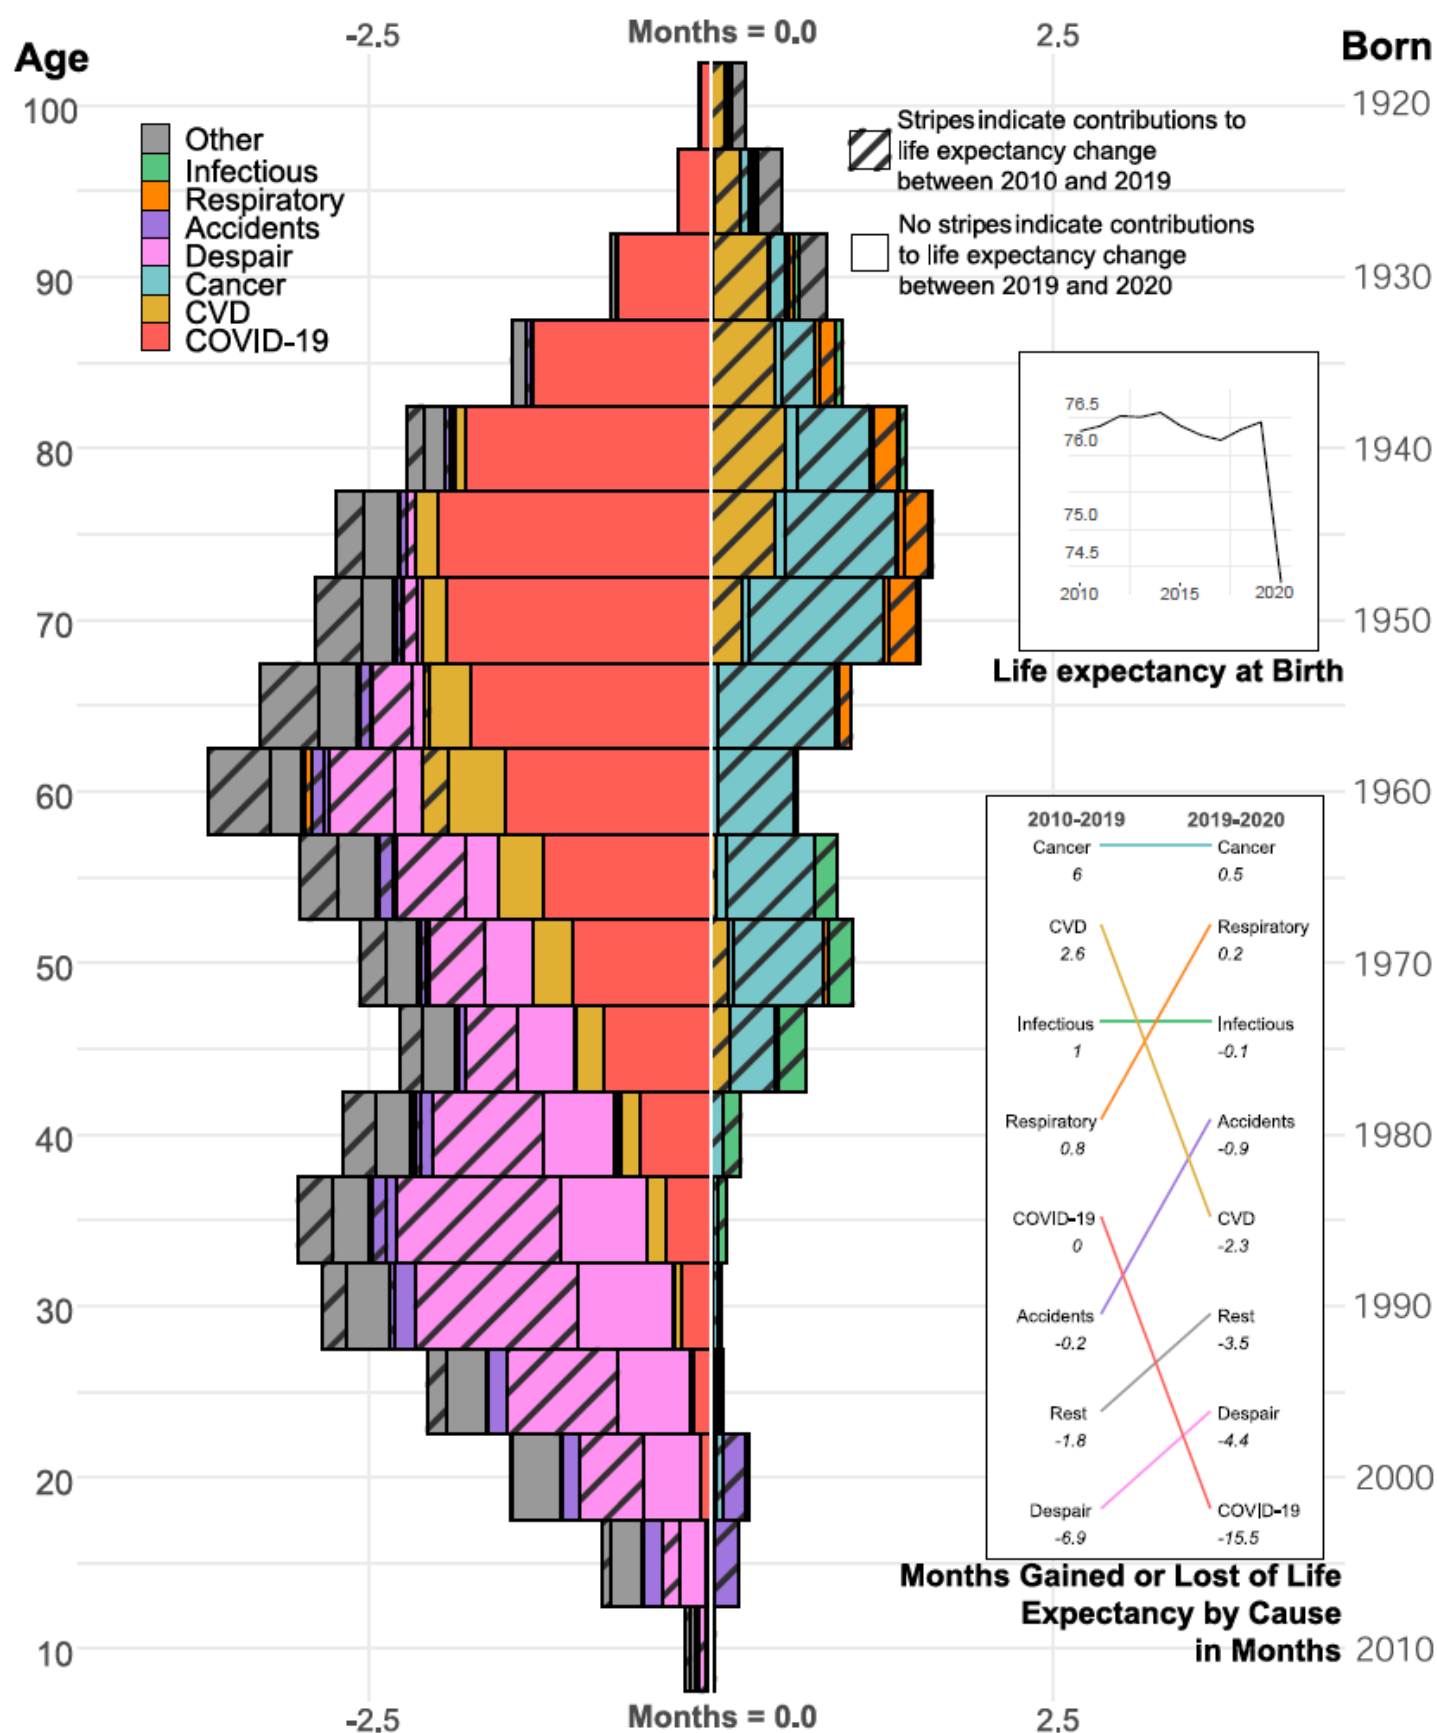 -2.5 Months = 0.0 2.5
Age
Born
100
1920
Other
Infectious
Respiratory
Accidents
Despair
Cancer
CVD
COVID-19
Stripes indicate contributions to
life expectancy change
between 2010 and 2019
No stripes indicate contributions
to life expectancy change
between 2019 and 2020
90
1930
76.5
76.0
75.0
74.5
2010 2015 2020
Life expectancy at Birth
80
1940
70
1950
60
1960
50
1970
40
1980
30
1990
20
2000
10
2010
2010-2019 2019-2020
Cancer Cancer
6 0.5
CVD Respiratory
2.6 0.2
Infectious Infectious
1 -0.1
Respiratory Accidents
0.8 -0.9
COVID-19 CVD
0 -2.3
Accidents Rest
-0.2 -3.5
Rest Despair
-1.8 -4.4
Despair COVID-19
-6.9 -15.5
Months Gained or Lost of Life
Expectancy by Cause
in Months
-2.5 Months = 0.0 2.5